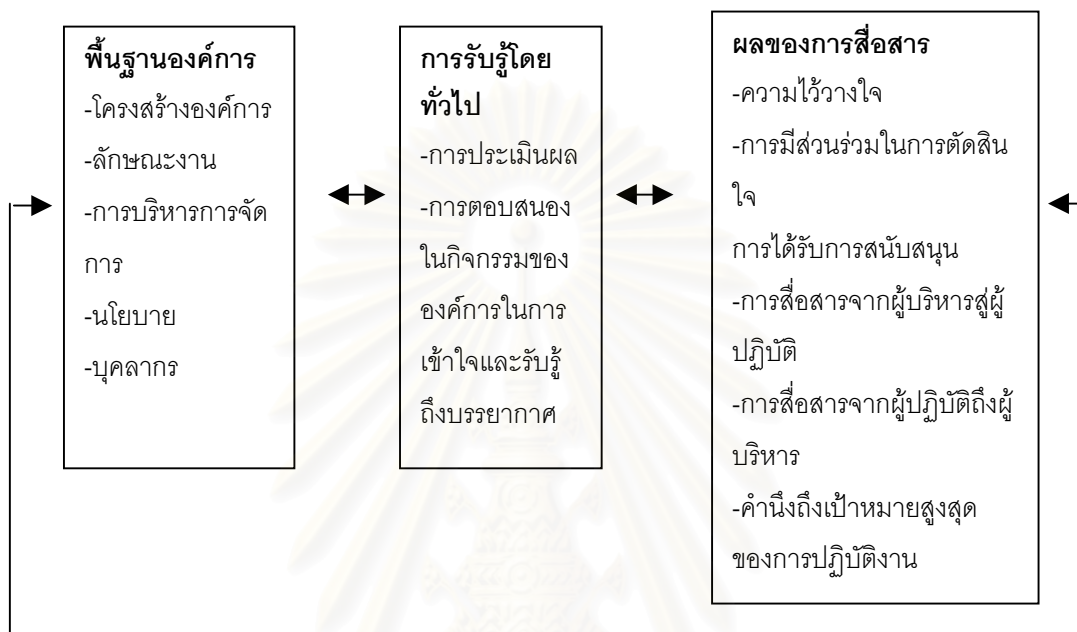 พื้นฐานองค์การ
-โครงสร้างองค์การ
-ลักษณะงาน
-การบริหารการจัด
การ
-นโยบาย
-บุคลากร
การรับรู้โดย
ทั่วไป
-การประเมินผล
-การตอบสนอง
ในกิจกรรมของ
องค์การในการ
เข้าใจและรับรู้
ถึงบรรยากาศ
ผลของการสื่อสาร
-ความไว้วางใจ
-การมีส่วนร่วมในการตัดสิน
ใจ
การได้รับการสนับสนุน
-การสื่อสารจากผู้บริหารสู่ผู้
ปฏิบัติ
-การสื่อสารจากผู้ปฏิบัติถึงผู้
บริหาร
-คำนึงถึงเป้าหมายสูงสุด
ของการปฏิบัติงาน